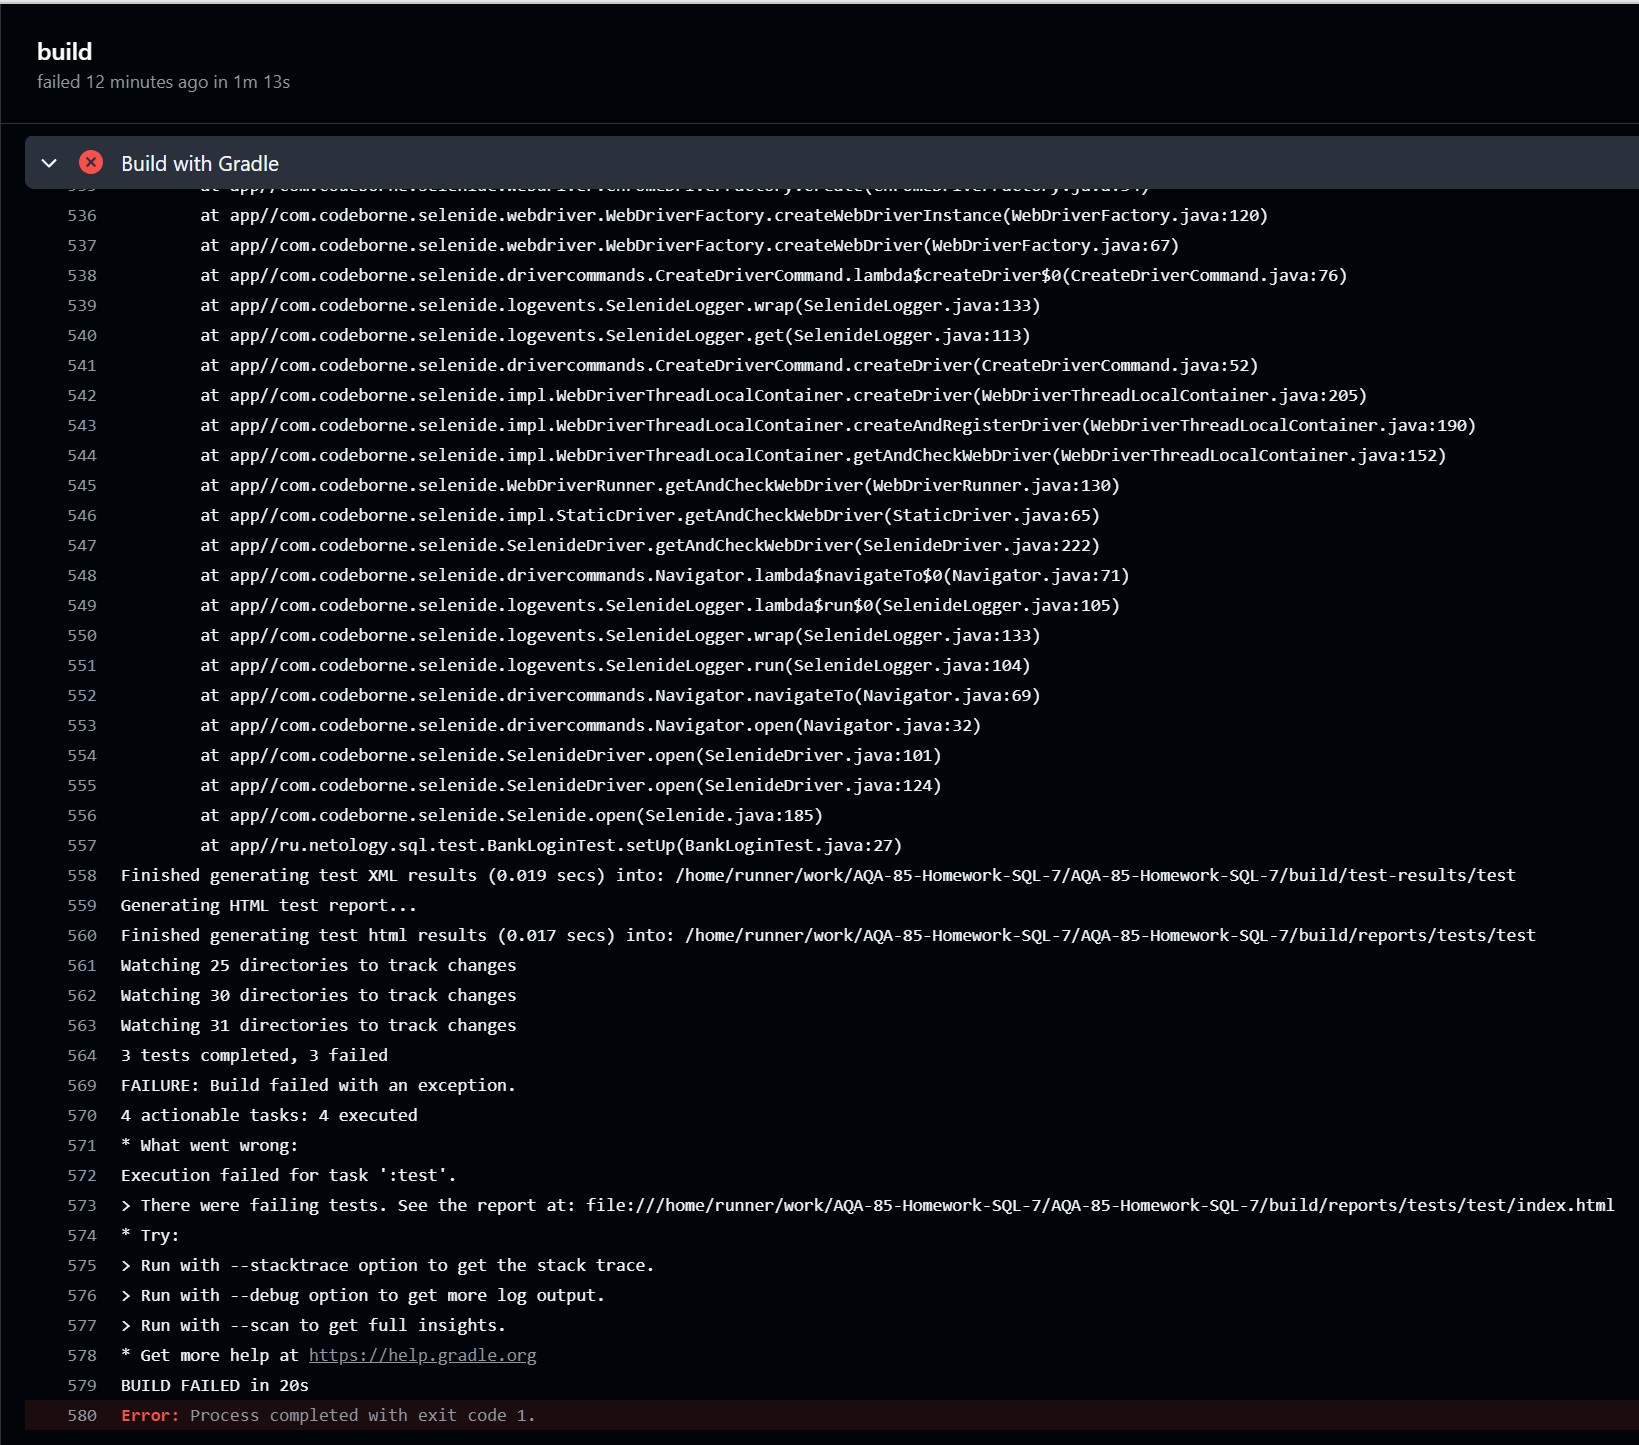 build
failed 12 minutes ago in 1m 13s
Build with Gradle
536 at app//com.codeborne.selenide.webdriver.WebDriverFactory.createWebDriverInstance(WebDriverFactory.java:120)
537 at app//com.codeborne.selenide.webdriver.WebDriverFactory.createWebDriver(WebDriverFactory.java:67)
538 at app//com.codeborne.selenide.drivercommands.CreateDriverCommand.lambda$createDriver$0(CreateDriverCommand.java:76)
539 at app//com.codeborne.selenide.logevents.SelenideLogger.wrap(SelenideLogger.java:133)
540 at app//com.codeborne.selenide.logevents.SelenideLogger.get(SelenideLogger.java:113)
541 at app//com.codeborne.selenide.drivercommands.CreateDriverCommand.createDriver(CreateDriverCommand.java:52)
542 at app//com.codeborne.selenide.impl.WebDriverThreadLocalContainer.createDriver(WebDriverThreadLocalContainer.java:205)
543 at app//com.codeborne.selenide.impl.WebDriverThreadLocalContainer.createAndRegisterDriver(WebDriverThreadLocalContainer.java:190)
544 at app//com.codeborne.selenide.impl.WebDriverThreadLocalContainer.getAndCheckWebDriver(WebDriverThreadLocalContainer.java:152)
545 at app//com.codeborne.selenide.WebDriverRunner.getAndCheckWebDriver(WebDriverRunner.java:130)
546 at app//com.codeborne.selenide.impl.StaticDriver.getAndCheckWebDriver(StaticDriver.java:65)
547 at app//com.codeborne.selenide.SelenideDriver.getAndCheckWebDriver(SelenideDriver.java:222)
548 at app//com.codeborne.selenide.drivercommands.Navigator.lambda$navigateTo$0(Navigator.java:71)
549 at app//com.codeborne.selenide.logevents.SelenideLogger.lambda$run$0(SelenideLogger.java:105)
550 at app//com.codeborne.selenide.logevents.SelenideLogger.wrap(SelenideLogger.java:133)
551 at app//com.codeborne.selenide.logevents.SelenideLogger.run(SelenideLogger.java:104)
552 at app//com.codeborne.selenide.drivercommands.Navigator.navigateTo(Navigator.java:69)
553 at app//com.codeborne.selenide.drivercommands.Navigator.open(Navigator.java:32)
554 at app//com.codeborne.selenide.SelenideDriver.open(SelenideDriver.java:101)
555 at app//com.codeborne.selenide.SelenideDriver.open(SelenideDriver.java:124)
556 at app//com.codeborne.selenide.Selenide.open(Selenide.java:185)
557 at app//ru.netology.sql.test.BankLoginTest.setUp(BankLoginTest.java:27)
558 Finished generating test XML results (0.019 secs) into: /home/runner/work/AQA-85-Homework-SQL-7/AQA-85-Homework-SQL-7/build/test-results/test
559 Generating HTML test report...
560 Finished generating test html results (0.017 secs) into: /home/runner/work/AQA-85-Homework-SQL-7/AQA-85-Homework-SQL-7/build/reports/tests/test
561 Watching 25 directories to track changes
562 Watching 30 directories to track changes
563 Watching 31 directories to track changes
564 3 tests completed, 3 failed
569 FAILURE: Build failed with an exception.
570 4 actionable tasks: 4 executed
571 * What went wrong:
572 Execution failed for task ':test'.
573 > There were failing tests. See the report at: file:///home/runner/work/AQA-85-Homework-SQL-7/AQA-85-Homework-SQL-7/build/reports/tests/test/index.html
574 * Try:
575 > Run with --stacktrace option to get the stack trace.
576 > Run with --debug option to get more log output.
577 > Run with --scan to get full insights.
578 * Get more help at https://help.gradle.org
579 BUILD FAILED in 20s
580 Error: Process completed with exit code 1.